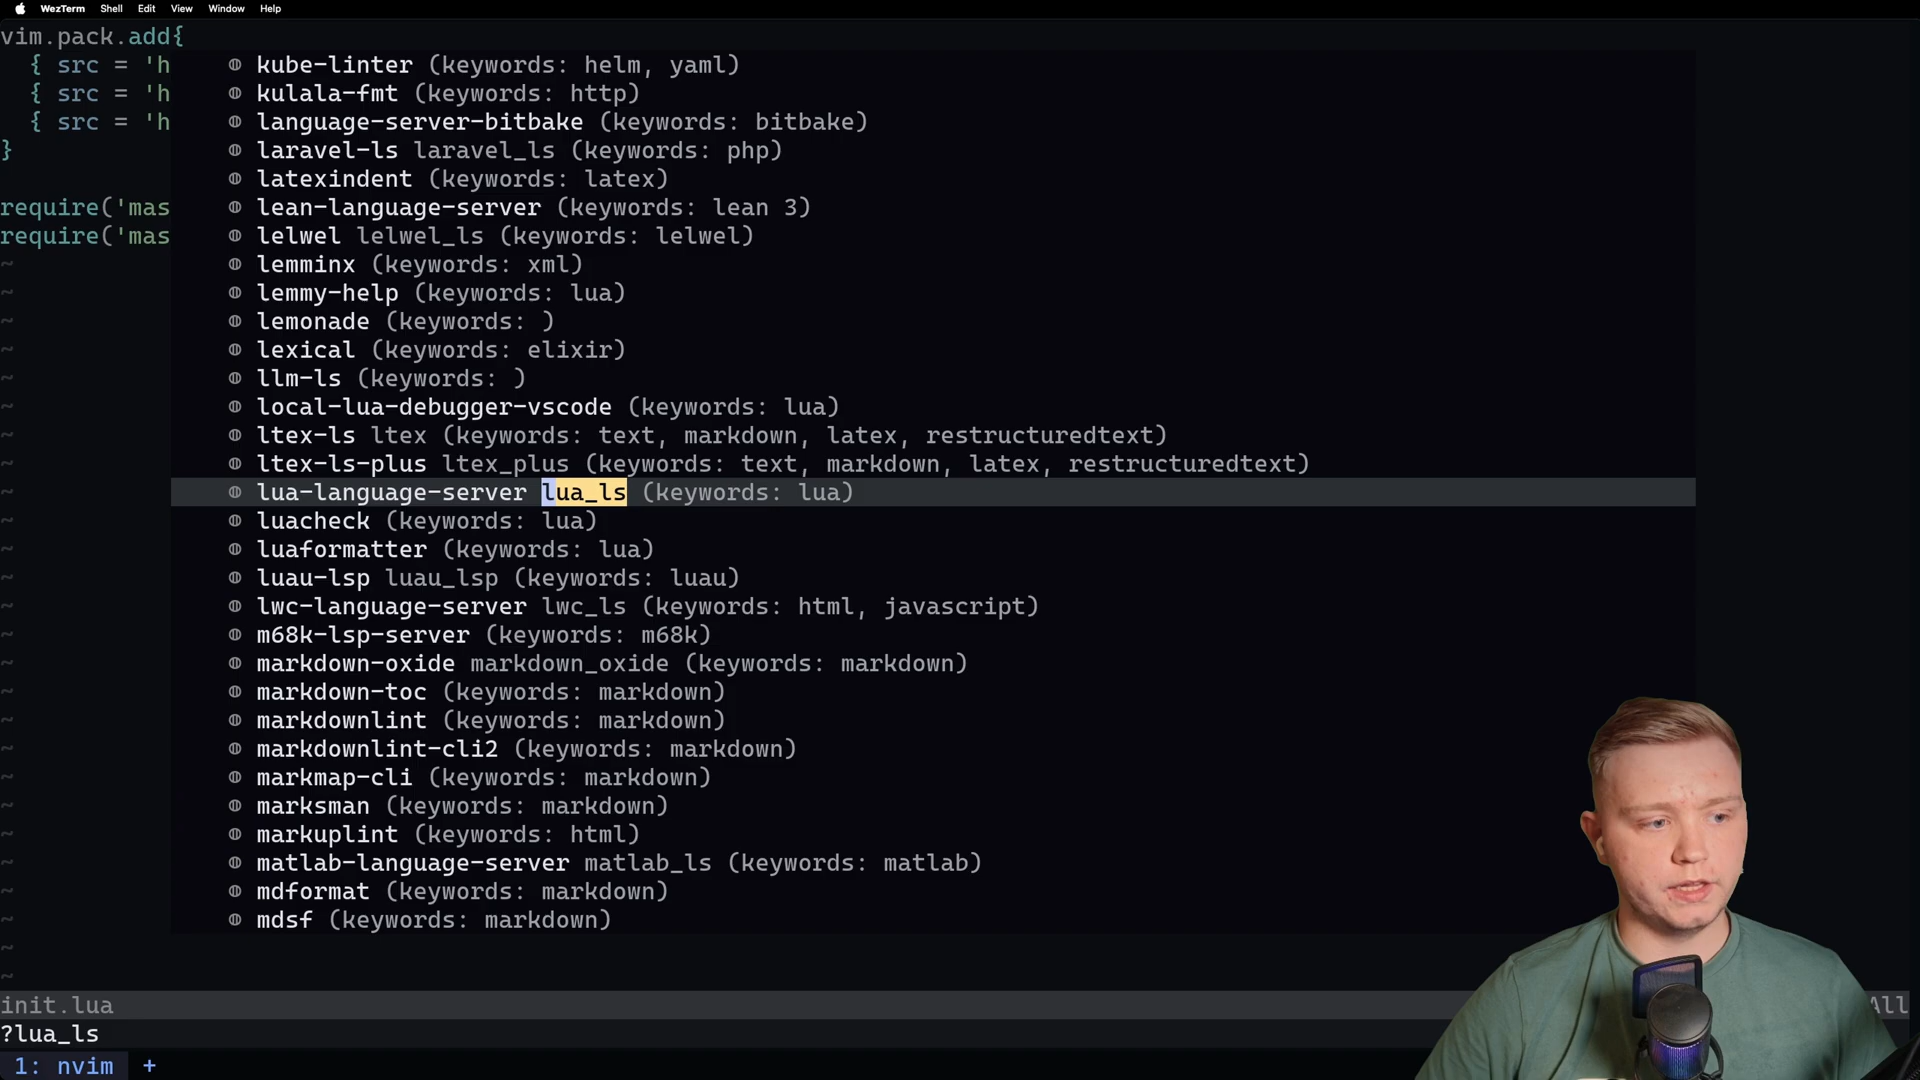 WezTerm Shell Edit View Window Help
vim.pack.add{
{ src = 'h ◍ kube-linter (keywords: helm, yaml)
{ src = 'h ◍ kulala-fmt (keywords: http)
{ src = 'h ◍ language-server-bitbake (keywords: bitbake)
} ◍ laravel-ls laravel_ls (keywords: php)
◍ latexindent (keywords: latex)
require('mas ◍ lean-language-server (keywords: lean 3)
require('mas ◍ lelwel lelwel_ls (keywords: lelwel)
~ ◍ lemminx (keywords: xml)
~ ◍ lemmy-help (keywords: lua)
~ ◍ lemonade (keywords: )
~ ◍ lexical (keywords: elixir)
~ ◍ llm-ls (keywords: )
~ ◍ local-lua-debugger-vscode (keywords: lua)
~ ◍ ltex-ls ltex (keywords: text, markdown, latex, restructuredtext)
~ ◍ ltex-ls-plus ltex_plus (keywords: text, markdown, latex, restructuredtext)
~ ◍ lua-language-server lua_ls (keywords: lua)
~ ◍ luacheck (keywords: lua)
~ ◍ luaformatter (keywords: lua)
~ ◍ luau-lsp luau_lsp (keywords: luau)
~ ◍ lwc-language-server lwc_ls (keywords: html, javascript)
~ ◍ m68k-lsp-server (keywords: m68k)
~ ◍ markdown-oxide markdown_oxide (keywords: markdown)
~ ◍ markdown-toc (keywords: markdown)
~ ◍ markdownlint (keywords: markdown)
~ ◍ markdownlint-cli2 (keywords: markdown)
~ ◍ markmap-cli (keywords: markdown)
~ ◍ marksman (keywords: markdown)
~ ◍ markuplint (keywords: html)
~ ◍ matlab-language-server matlab_ls (keywords: matlab)
~ ◍ mdformat (keywords: markdown)
~ ◍ mdsf (keywords: markdown)
~
~
init.lua All
?lua_ls
1: nvim +